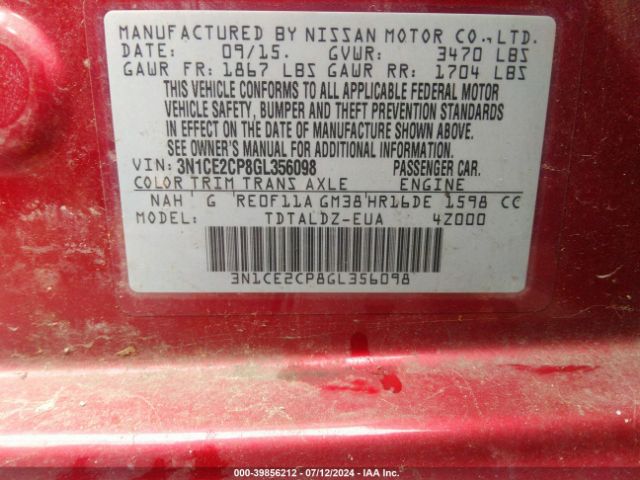 MANUFACTURED BY NISSAN MOTOR CO.,LTD.
DATE: 09/15. GVWR: 3470 LBS
GAWR FR: 1867 LBS GAWR RR: 1704 LBS
THIS VEHICLE CONFORMS TO ALL APPLICABLE FEDERAL MOTOR
VEHICLE SAFETY, BUMPER AND THEFT PREVENTION STANDARDS
IN EFFECT ON THE DATE OF MANUFACTURE SHOWN ABOVE.
SEE OWNER'S MANUAL FOR ADDITIONAL INFORMATION.
VIN: 3N1CE2CP8GL356098 PASSENGER CAR.
COLOR TRIM TRANS AXLE ENGINE
NAH G RE0F11A GM38 HR16DE 1598 CC
MODEL: TDTALDZ-EUA 4Z000
3N1CE2CP8GL356098
000-39856212 - 07/12/2024 - IAA Inc.